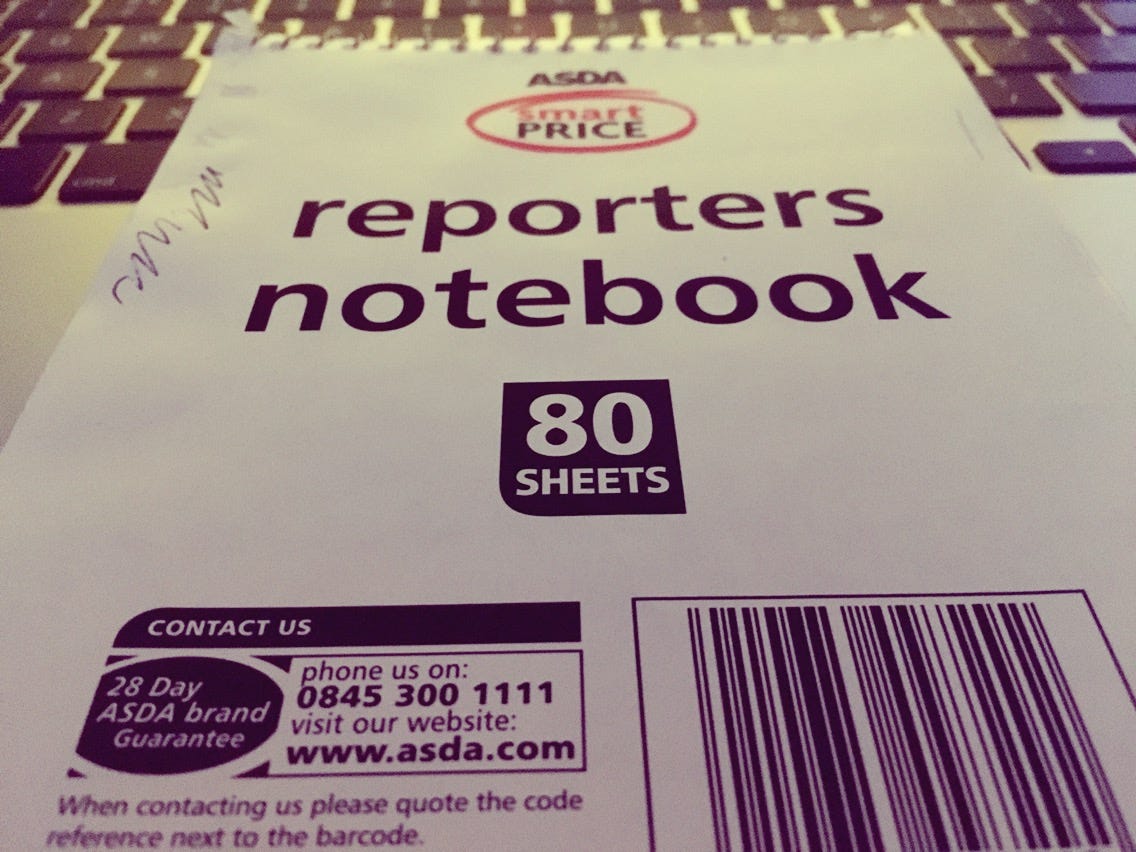 ASDA
smart
PRICE
reporters
notebook
80
SHEETS
CONTACT US
28 Day
ASDA brand
Guarantee
phone us on:
0845 300 1111
visit our website:
www.asda.com
When contacting us please quote the code
reference next to the barcode.